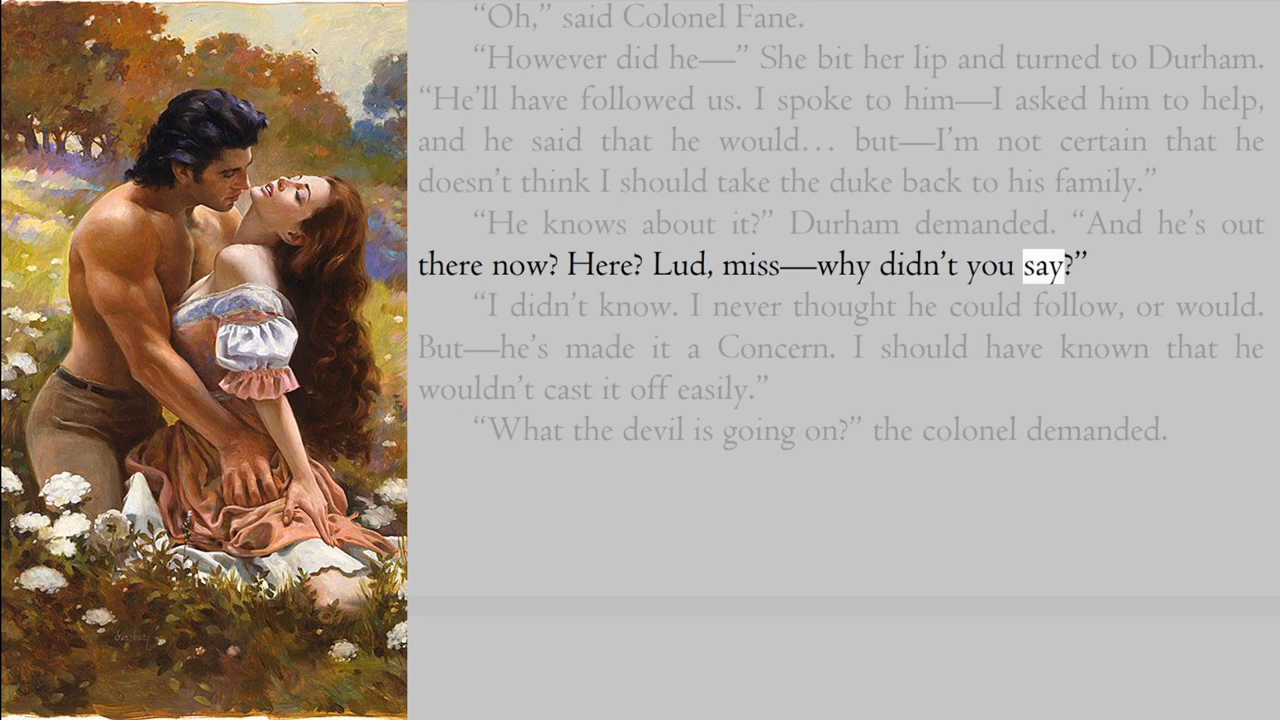 “Oh,” said Colonel Fane.
“However did he—” She bit her lip and turned to Durham.
“He’ll have followed us. I spoke to him—I asked him to help,
and he said that he would… but—I’m not certain that he
doesn’t think I should take the duke back to his family.”
“He knows about it?” Durham demanded. “And he’s out
there now? Here? Lud, miss—why didn’t you say?”
“I didn’t know. I never thought he could follow, or would.
But—he’s made it a Concern. I should have known that he
wouldn’t cast it off easily.”
“What the devil is going on?” the colonel demanded.